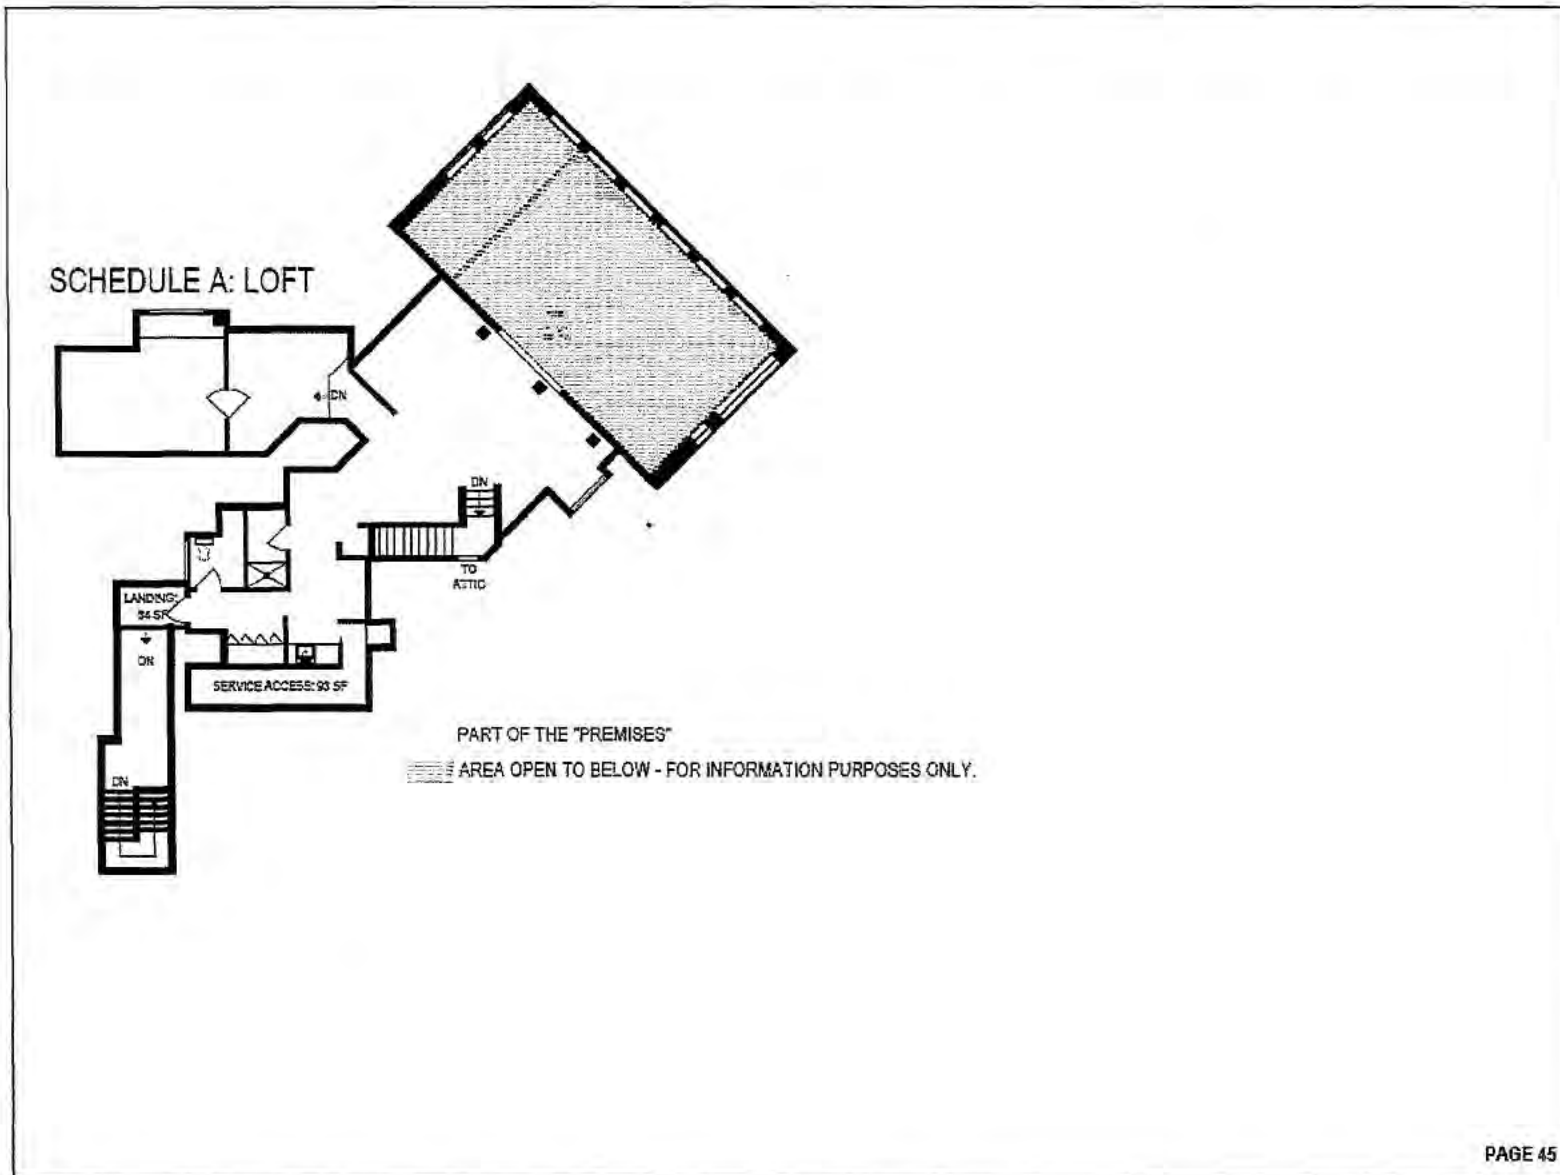 SCHEDULE A: LOFT
DN
DN
TO
ATTIC
LANDING:
SF
DN
SERVICE ACCESS: 93 SF
PART OF THE "PREMISES"
AREA OPEN TO BELOW - FOR INFORMATION PURPOSES ONLY.
DN
PAGE 45